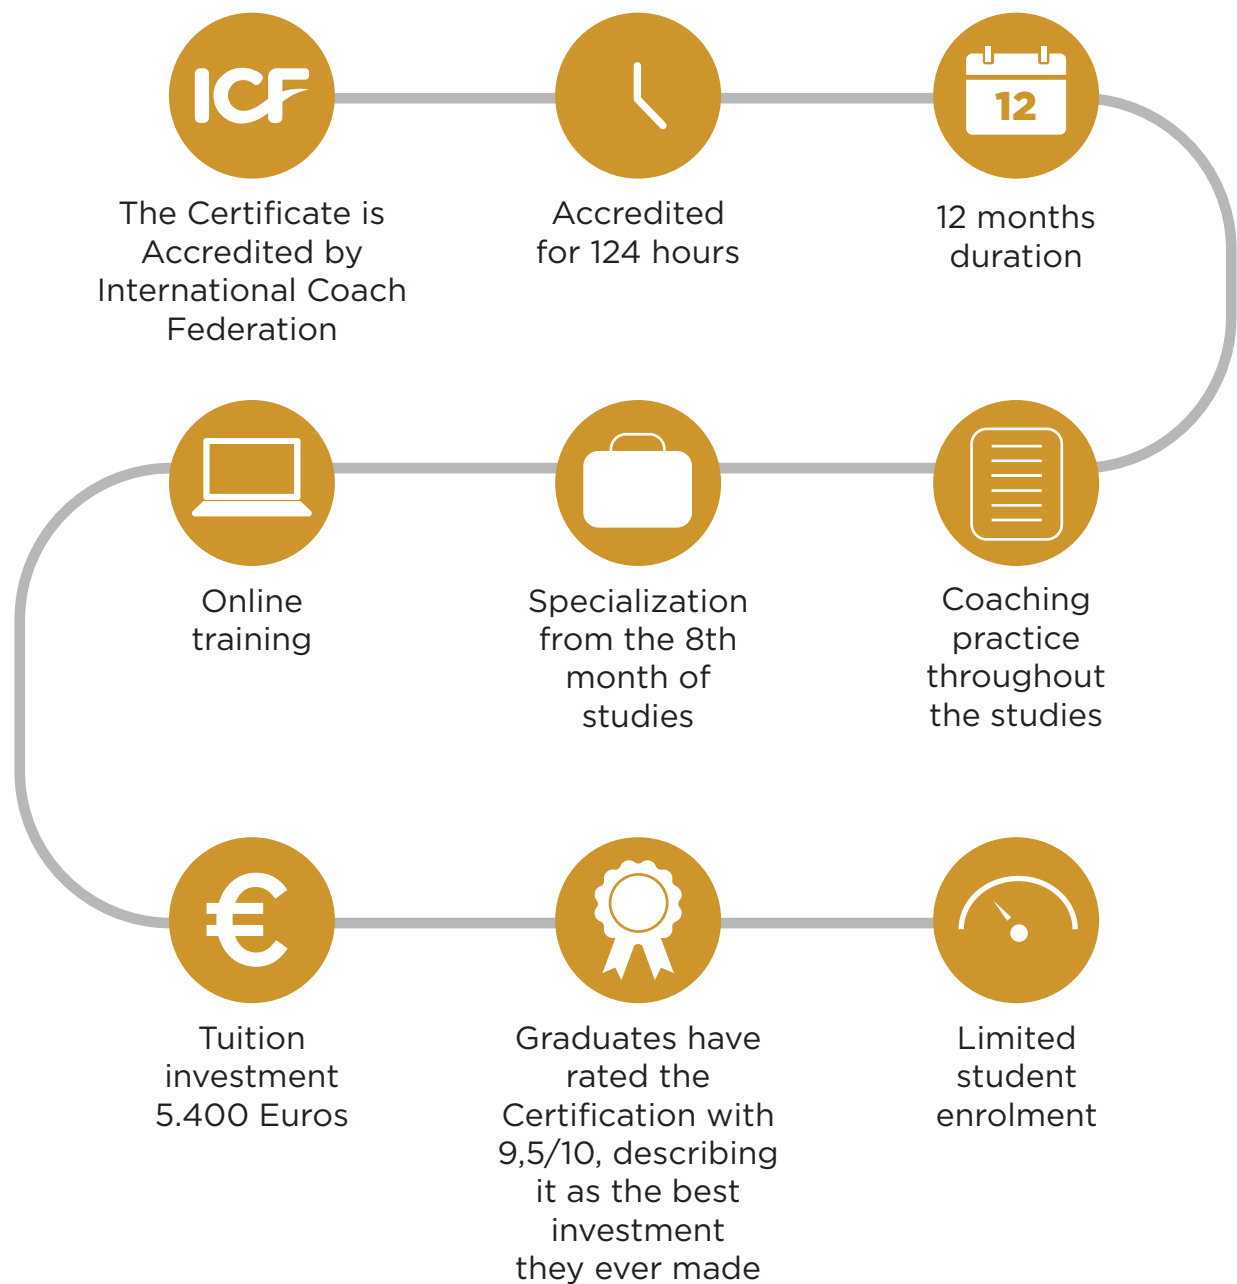 ICF
The Certificate is
Accredited by
International Coach
Federation
Accredited
for 124 hours
12
12 months
duration
Online
training
Specialization
from the 8th
month of
studies
Coaching
practice
throughout
the studies
€
Tuition
investment
5.400 Euros
Graduates have
rated the
Certification with
9,5/10, describing
it as the best
investment
they ever made
Limited
student
enrolment